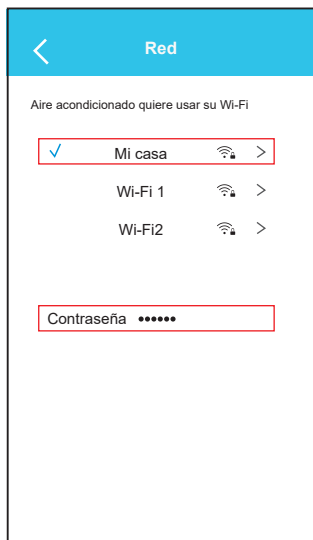 Red
Aire acondicionado quiere usar su Wi-Fi
Mi casa
Wi-Fi 1
Wi-Fi2
Contraseña ••••••